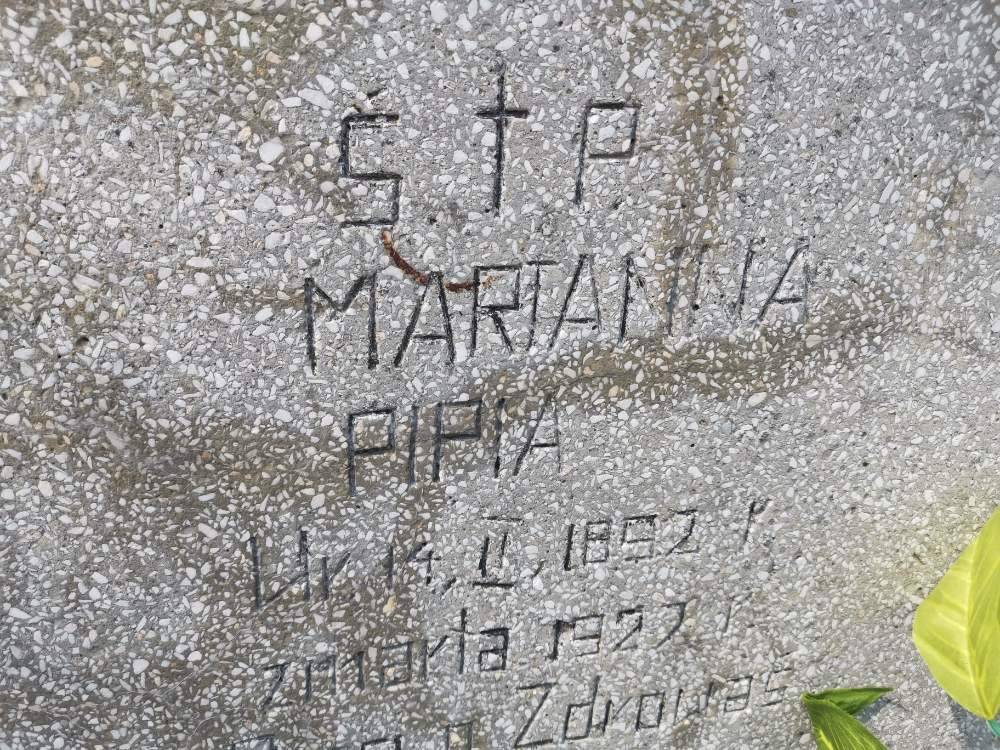 Ś † P
MARIANNA
PIPIA
Ur 14, II, 1892 r
zmarła 1927 r
Zdrowaś